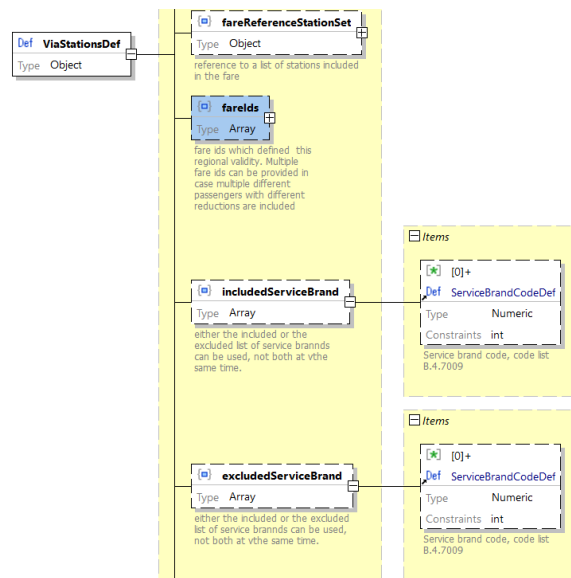 fareReferenceStationSet
Type Object
reference to a list of stations included
in the fare
Def ViaStationsDef
Type Object
fareIds
Type Array
fare ids which defined this
regional validity. Multiple
fare ids can be provided in
case multiple different
passengers with different
reductions are included
includedServiceBrand
Type Array
either the included or the
excluded list of service brannds
can be used, not both at vthe
same time.
Items
[0]+
Def ServiceBrandCodeDef
Type Numeric
Constraints int
Service brand code, code list
B.4.7009
excludedServiceBrand
Type Array
either the included or the excluded
list of service brannds can be used,
not both at vthe same time.
Items
[0]+
Def ServiceBrandCodeDef
Type Numeric
Constraints int
Service brand code, code list
B.4.7009